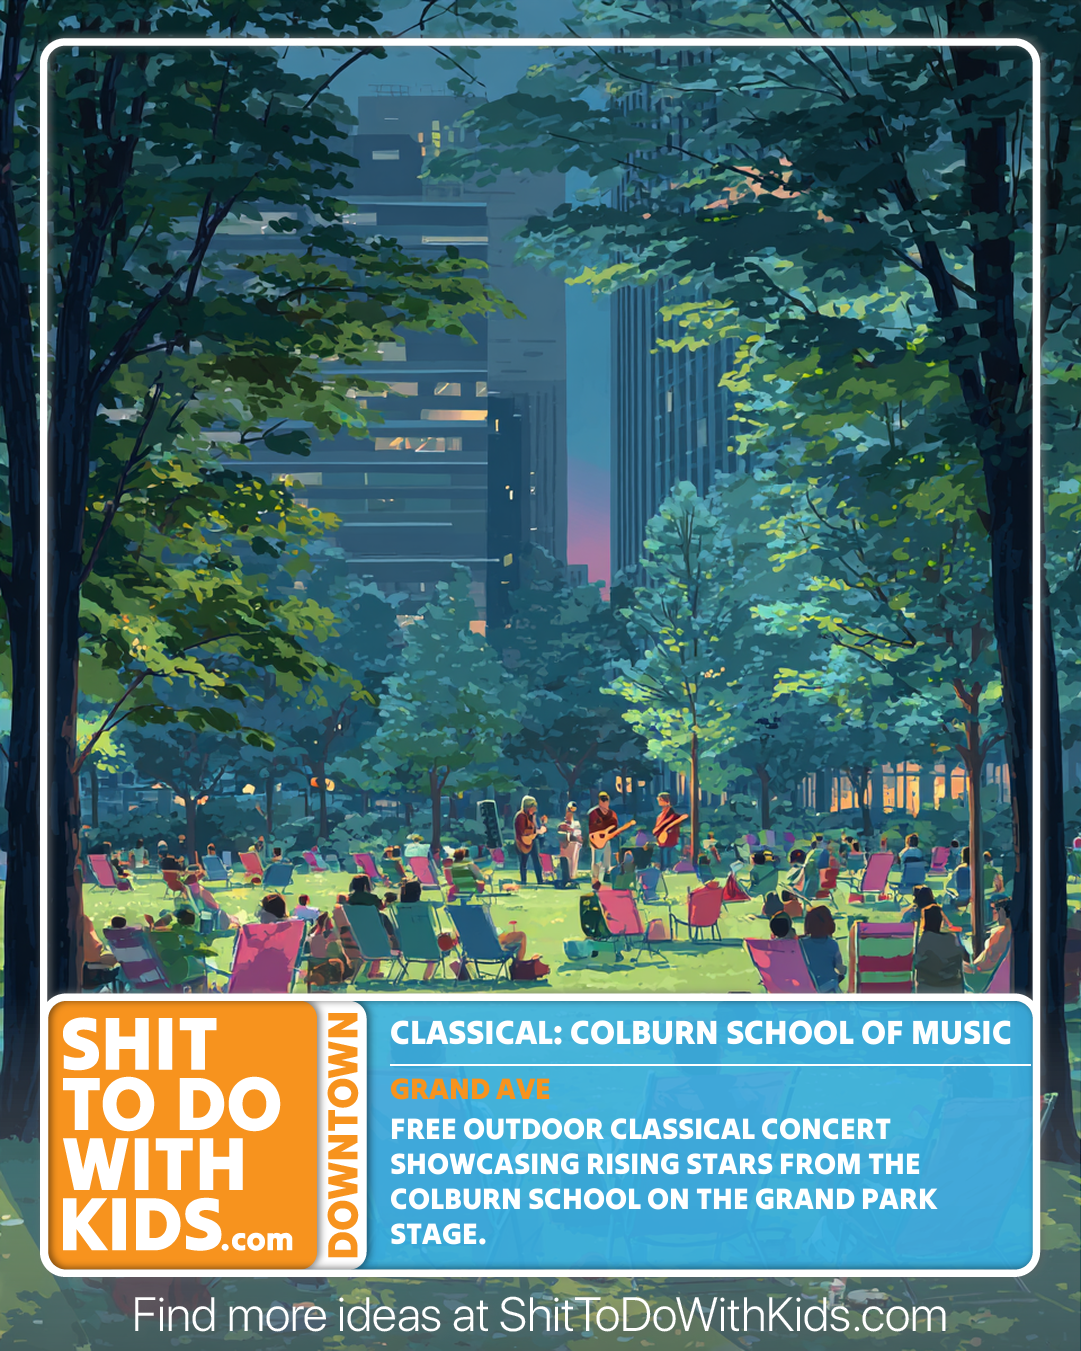 SHIT
TO DO
WITH
KIDS.com
DOWNTOWN
CLASSICAL: COLBURN SCHOOL OF MUSIC
GRAND AVE
FREE OUTDOOR CLASSICAL CONCERT
SHOWCASING RISING STARS FROM THE
COLBURN SCHOOL ON THE GRAND PARK
STAGE.
Find more ideas at ShitToDoWithKids.com